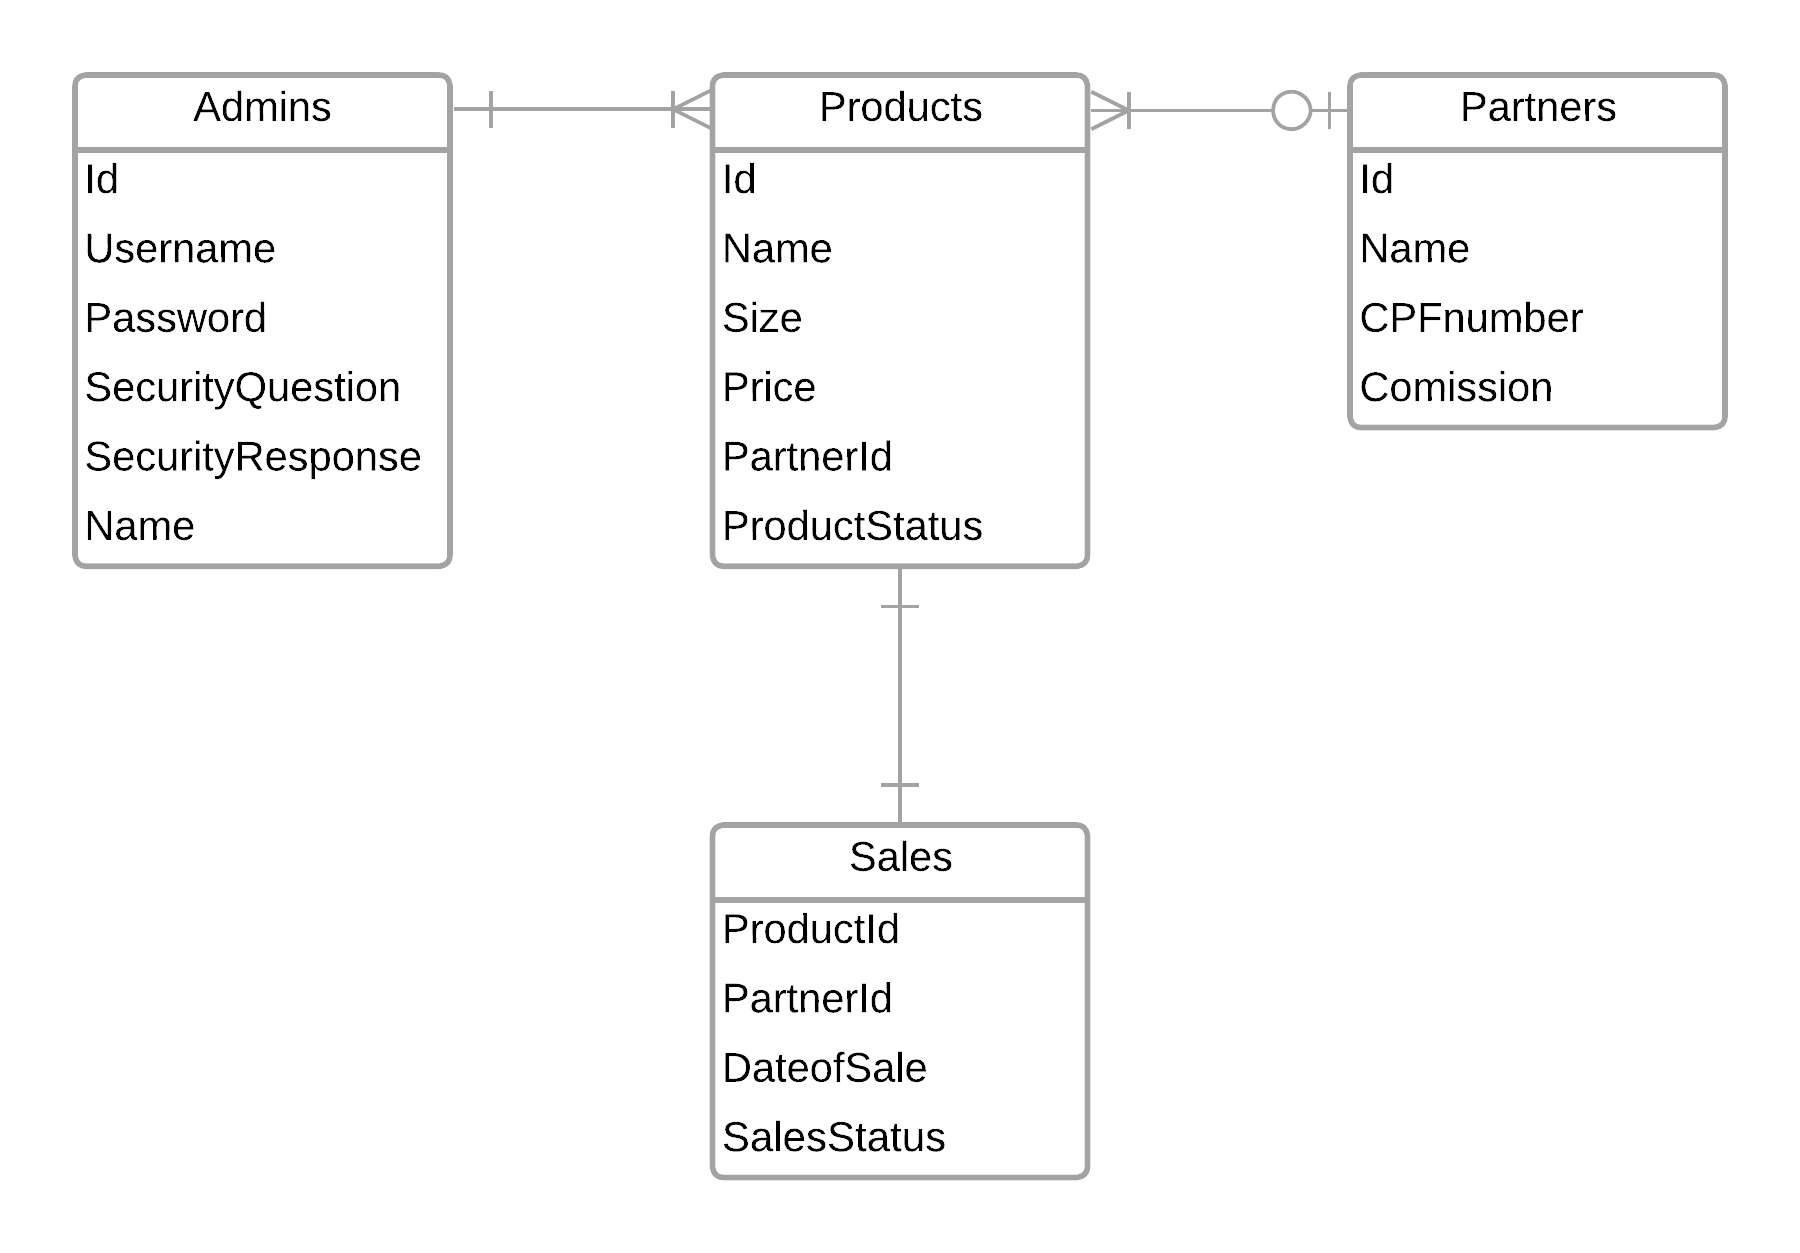 Admins
Id
Username
Password
SecurityQuestion
SecurityResponse
Name
Products
Id
Name
Size
Price
PartnerId
ProductStatus
Partners
Id
Name
CPFnumber
Comission
Sales
ProductId
PartnerId
DateofSale
SalesStatus